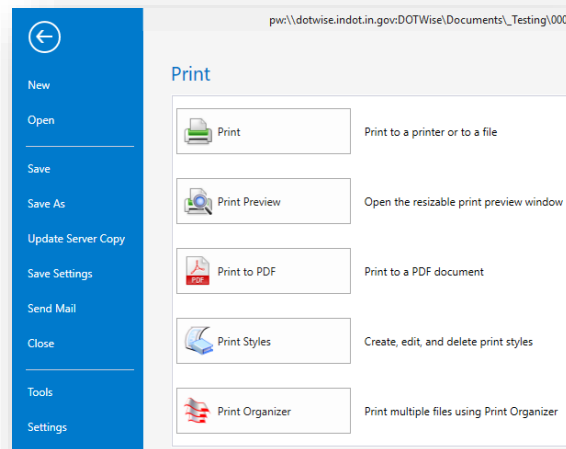 pw:\\dotwise.indot.in.gov:DOTWise\Documents\_Testing\000
Print
New
Open
Save
Save As
Update Server Copy
Save Settings
Send Mail
Close
Tools
Settings
Print
Print to a printer or to a file
Print Preview
Open the resizable print preview window
PDF
Print to PDF
Print to a PDF document
Print Styles
Create, edit, and delete print styles
Print Organizer
Print multiple files using Print Organizer